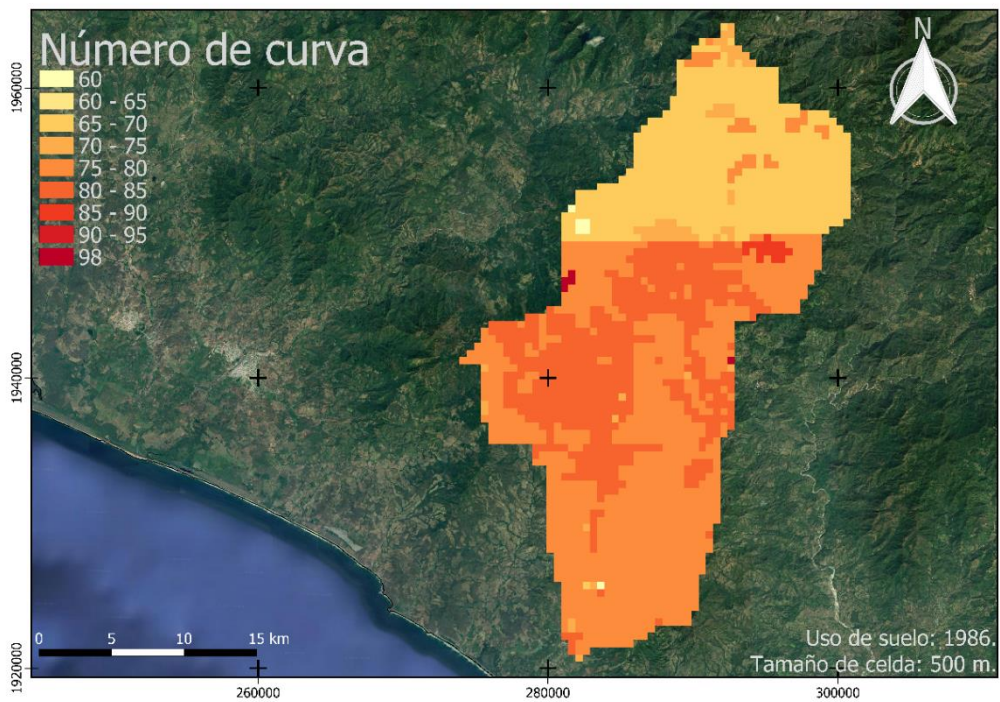 Número de curva
60
60 - 65
65 - 70
70 - 75
75 - 80
80 - 85
85 - 90
90 - 95
98
N
1960000
1940000
1920000
0 5 10 15 km
Uso de suelo: 1986.
Tamaño de celda: 500 m.
260000 280000 300000